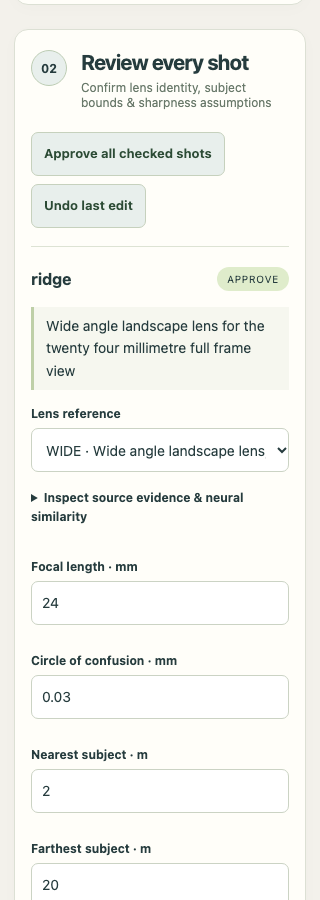 02
Review every shot
Confirm lens identity, subject
bounds & sharpness assumptions
Approve all checked shots
Undo last edit
ridge
APPROVE
Wide angle landscape lens for the
twenty four millimetre full frame
view
Lens reference
WIDE · Wide angle landscape lens
Inspect source evidence & neural
similarity
Focal length · mm
24
Circle of confusion · mm
0.03
Nearest subject · m
2
Farthest subject · m
20